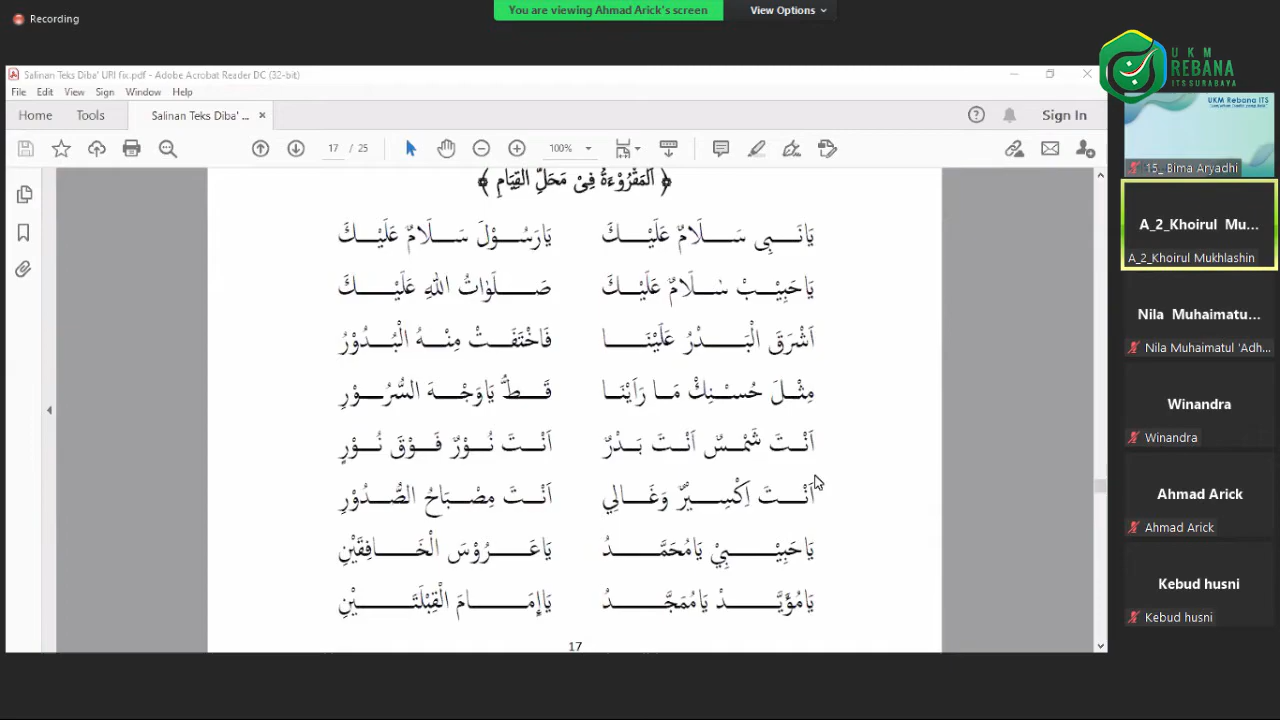 Recording
You are viewing Ahmad Arick's screen
View Options
UKM
REBANA
ITS SURABAYA
Salinan Teks Diba' URI fix.pdf - Adobe Acrobat Reader DC (32-bit)
File Edit View Sign Window Help
Home Tools Salinan Teks Diba' ... × Sign In
17 / 25 100%
﴿ اَلْمَقْرُوْءَةُ فِىْ مَحَلِّ الْقِيَامِ ﴾
يَانَبِى سَلَامٌ عَلَيْكَ يَارَسُوْلَ سَلَامٌ عَلَيْكَ
يَاحَبِيْبْ سٰلَامٌ عَلَيْكَ صَلَوٰاتُ اللهِ عَلَيْكَ
اَشْرَقَ الْبَدْرُ عَلَيْنَا فَاخْتَفَتْ مِنْهُ الْبُدُوْرُ
مِثْلَ حُسْنِكْ مَا رَاَيْنَا قَطُّ يَاوَجْهَ السُّرُوْرِ
اَنْتَ شَمْسٌ اَنْتَ بَدْرٌ اَنْتَ نُوْرٌ فَوْقَ نُوْرٍ
اَنْتَ اِكْسِيْرٌ وَغَالِي اَنْتَ مِصْبَاحُ الصُّدُوْرِ
يَاحَبِيْبِيْ يَامُحَمَّدُ يَاعَرُوْسَ الْخَافِقَيْنِ
يَامُؤَيَّدْ يَامُمَجَّدُ يَاإِمَامَ الْقِبْلَتَيْنِ
17
UKM Rebana ITS
15_ Bima Aryadhi
A_2_Khoirul Mu...
A_2_Khoirul Mukhlashin
Nila Muhaimatu...
Nila Muhaimatul 'Adh...
Winandra
Winandra
Ahmad Arick
Ahmad Arick
Kebud husni
Kebud husni